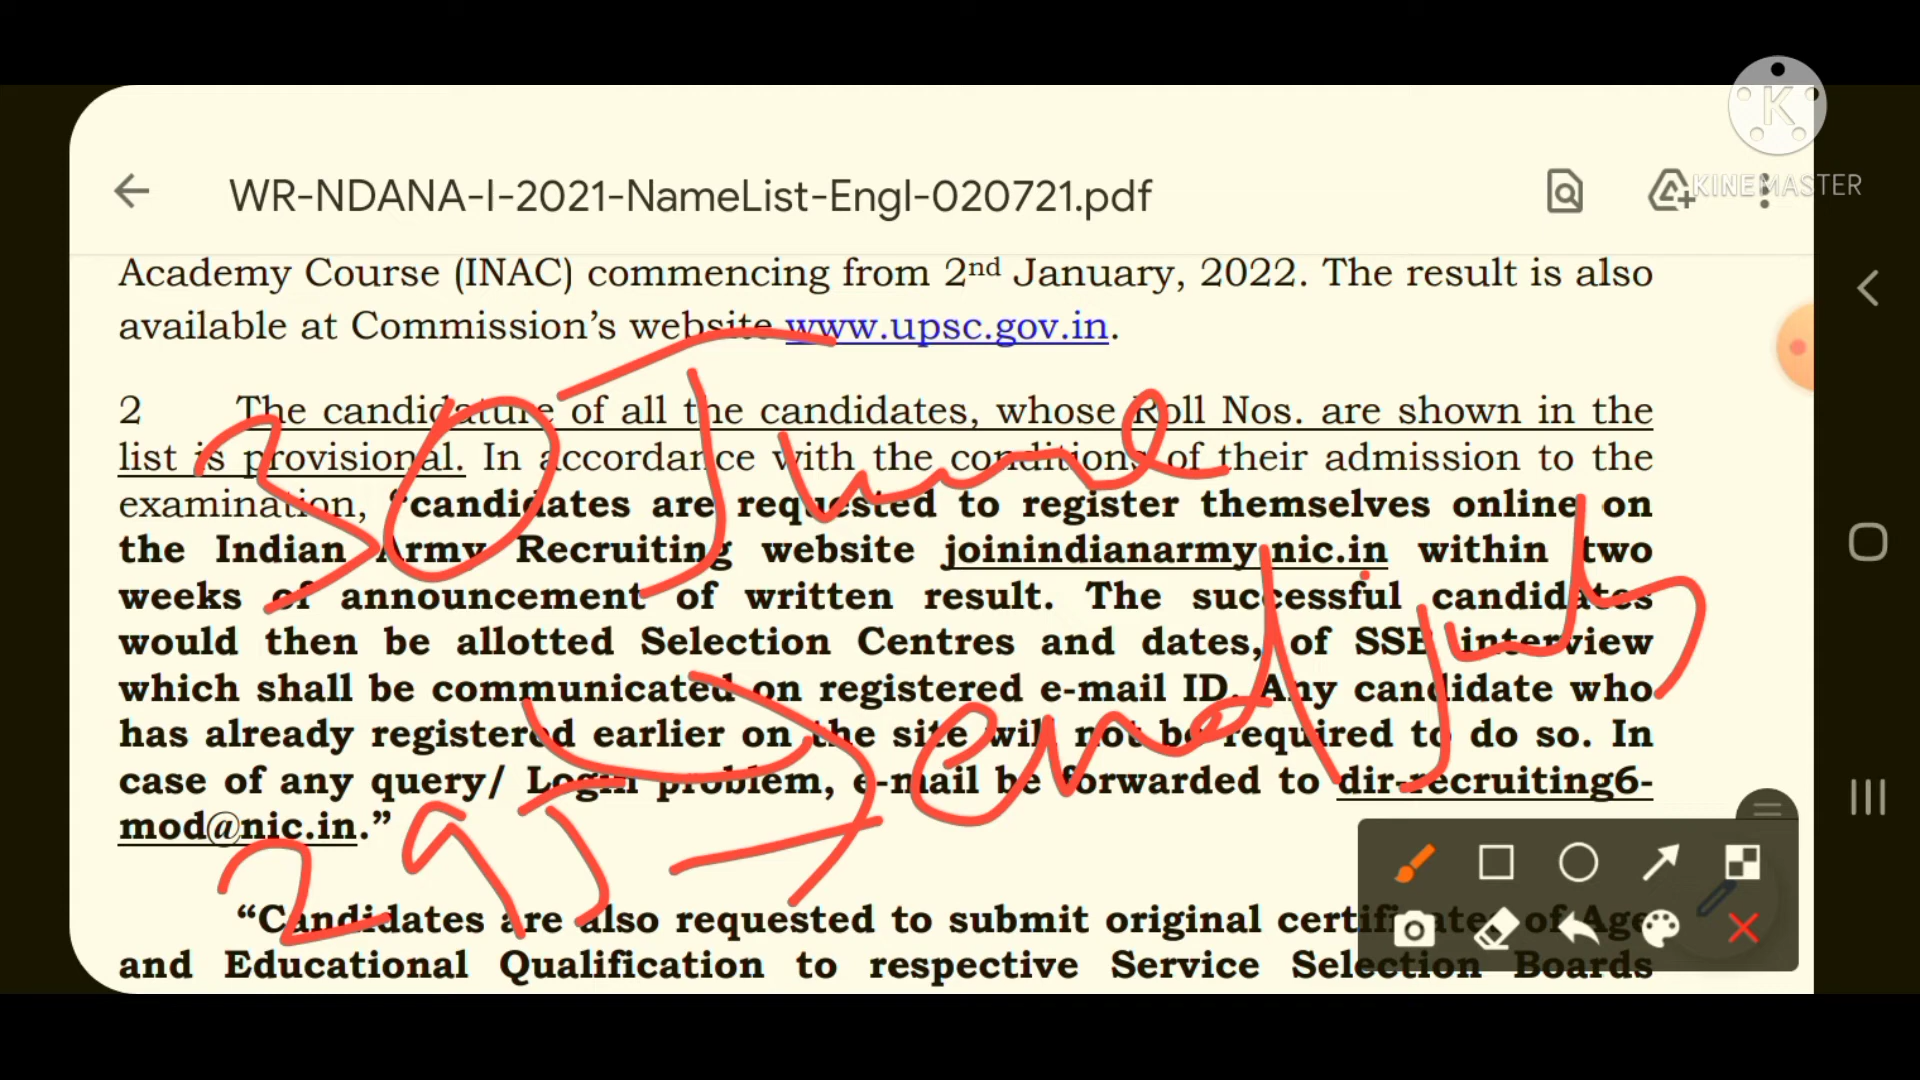 KINEMASTER
WR-NDANA-I-2021-NameList-Engl-020721.pdf
Academy Course (INAC) commencing from 2nd January, 2022. The result is also
available at Commission's website www.upsc.gov.in.
2 The candidature of all the candidates, whose Roll Nos. are shown in the
list is provisional. In accordance with the conditions of their admission to the
examination, "candidates are requested to register themselves online on
the Indian Army Recruiting website joinindianarmy.nic.in within two
weeks of announcement of written result. The successful candidates
would then be allotted Selection Centres and dates, of SSB interview
which shall be communicated on registered e-mail ID. Any candidate who
has already registered earlier on the site will not be required to do so. In
case of any query/ Login problem, e-mail be forwarded to dir-recruiting6-
mod@nic.in."
"Candidates are also requested to submit original certificates of Age
and Educational Qualification to respective Service Selection Boards
30 June
29 J
end July